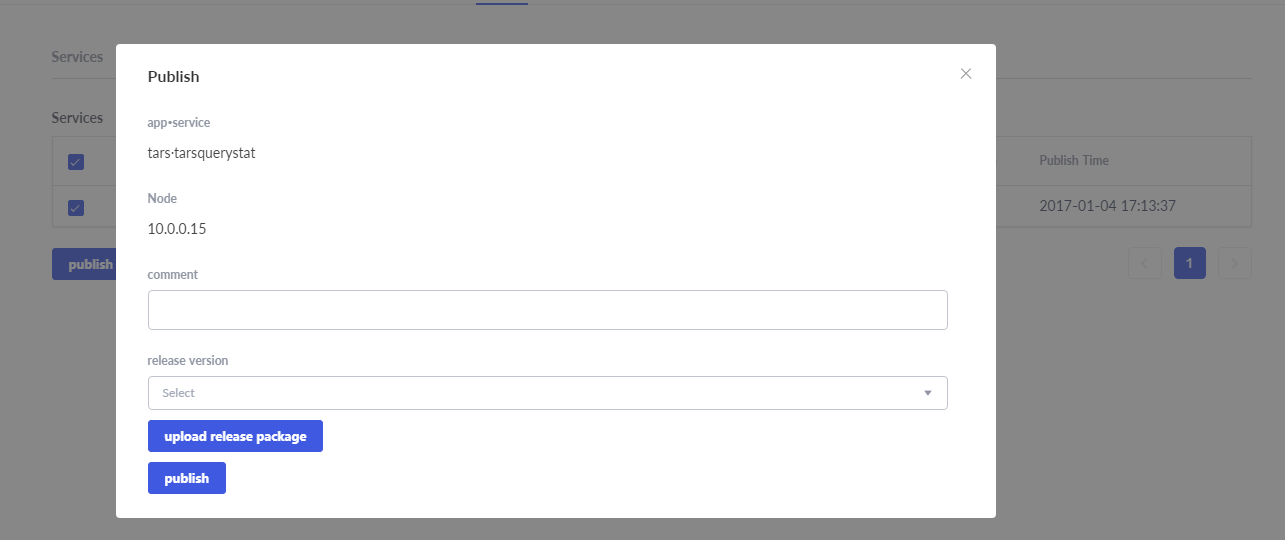 Services
Publish
app•service
Services
tars·tarsquerystat
Publish Time
Node
2017-01-04 17:13:37
10.0.0.15
publish
1
comment
release version
Select
upload release package
publish